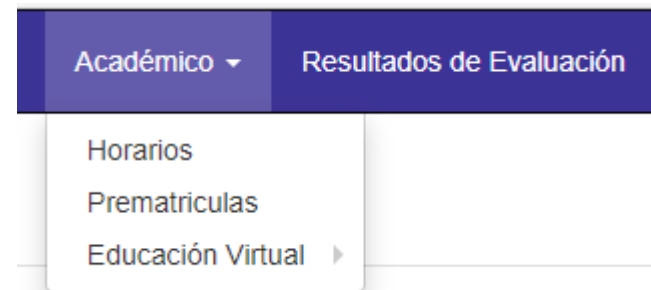 Académico Resultados de Evaluación
Horarios
Prematriculas
Educación Virtual